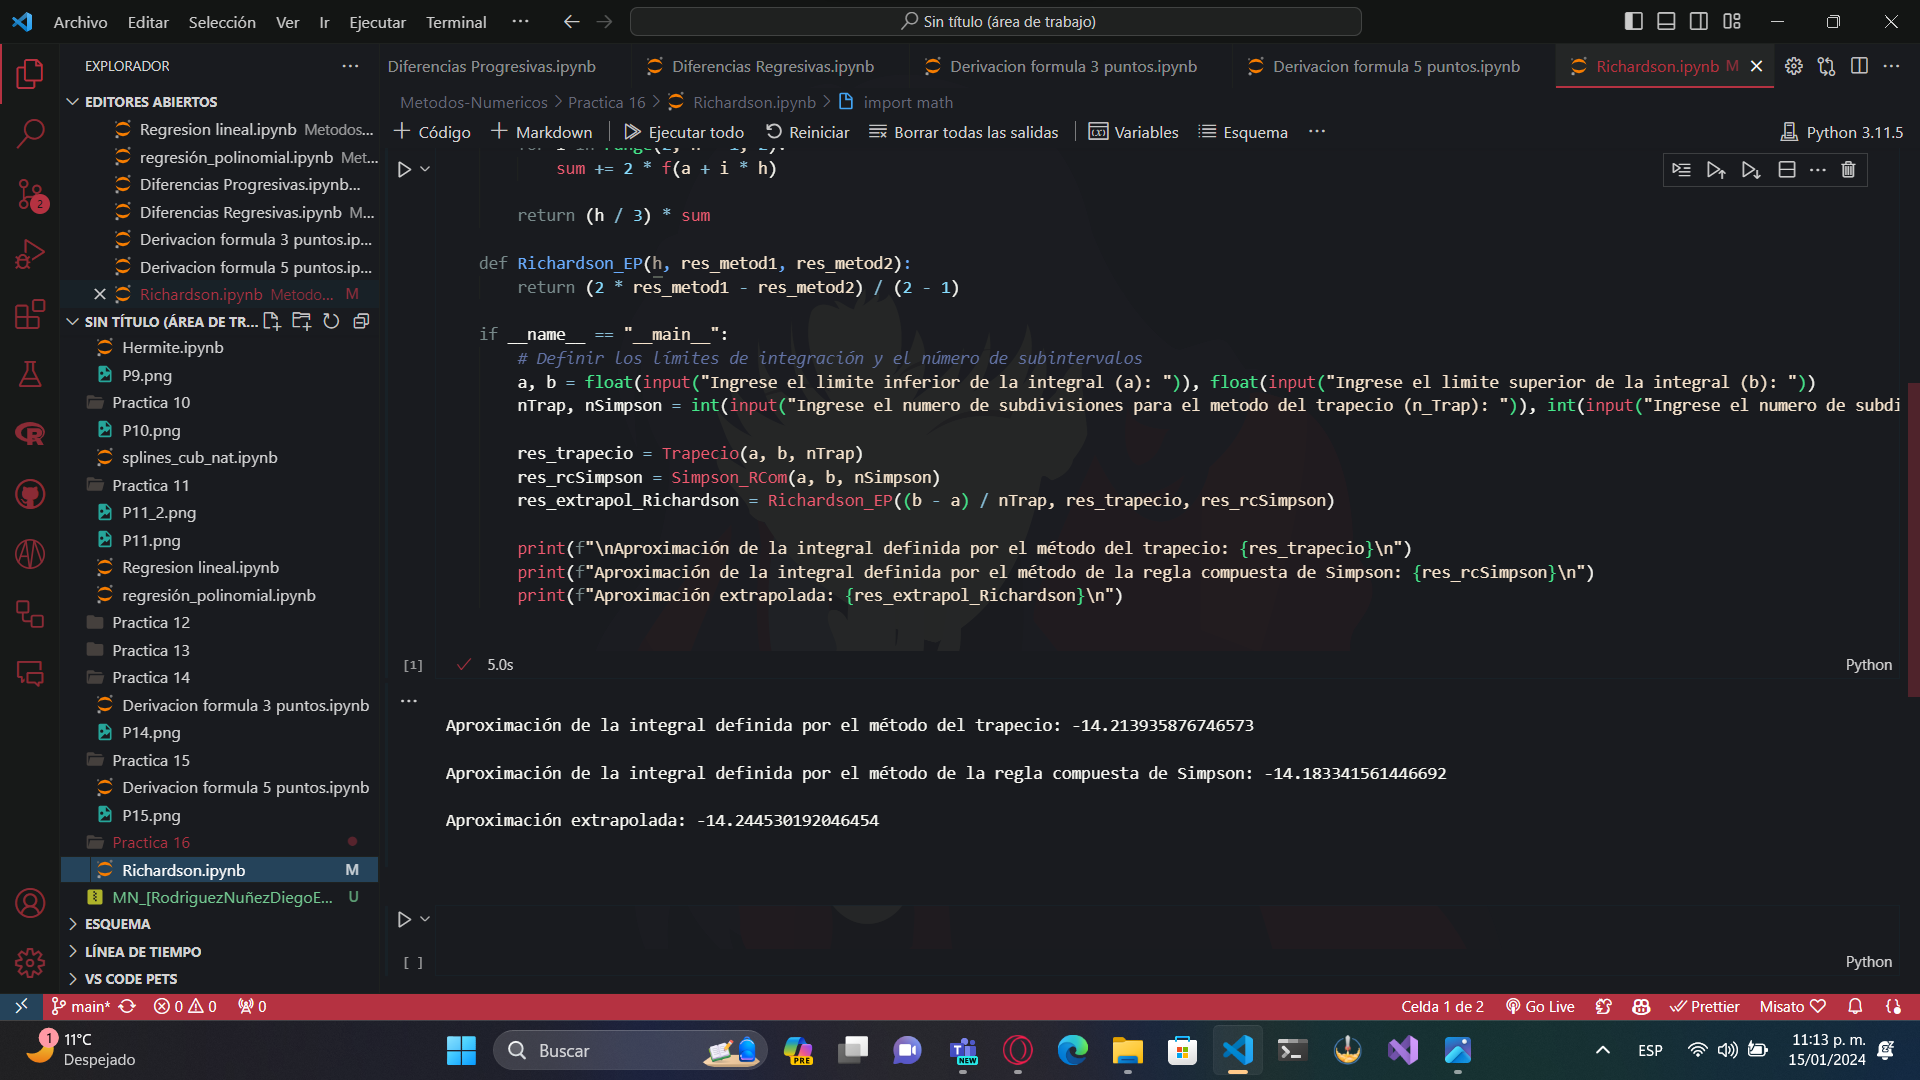 Archivo Editar Selección Ver Ir Ejecutar Terminal ··· Sin título (área de trabajo)
EXPLORADOR ···
Diferencias Progresivas.ipynb Diferencias Regresivas.ipynb Derivacion formula 3 puntos.ipynb Derivacion formula 5 puntos.ipynb Richardson.ipynb M
EDITORES ABIERTOS
Regresion lineal.ipynb Metodos...
regresión_polinomial.ipynb Met...
Diferencias Progresivas.ipynb...
Diferencias Regresivas.ipynb M...
Derivacion formula 3 puntos.ip...
Derivacion formula 5 puntos.ip...
Richardson.ipynb Metodo... M
SIN TÍTULO (ÁREA DE TR...
Hermite.ipynb
P9.png
Practica 10
P10.png
splines_cub_nat.ipynb
Practica 11
P11_2.png
P11.png
Regresion lineal.ipynb
regresión_polinomial.ipynb
Practica 12
Practica 13
Practica 14
Derivacion formula 3 puntos.ipynb
P14.png
Practica 15
Derivacion formula 5 puntos.ipynb
P15.png
Practica 16
Richardson.ipynb M
MN_[RodriguezNuñezDiegoE... U
ESQUEMA
LÍNEA DE TIEMPO
VS CODE PETS
Metodos-Numericos > Practica 16 > Richardson.ipynb > import math
+ Código + Markdown Ejecutar todo Reiniciar Borrar todas las salidas Variables Esquema ··· Python 3.11.5
sum += 2 * f(a + i * h)
return (h / 3) * sum
def Richardson_EP(h, res_metod1, res_metod2):
return (2 * res_metod1 - res_metod2) / (2 - 1)
if __name__ == "__main__":
# Definir los límites de integración y el número de subintervalos
a, b = float(input("Ingrese el limite inferior de la integral (a): ")), float(input("Ingrese el limite superior de la integral (b): "))
nTrap, nSimpson = int(input("Ingrese el numero de subdivisiones para el metodo del trapecio (n_Trap): ")), int(input("Ingrese el numero de subdi
res_trapecio = Trapecio(a, b, nTrap)
res_rcSimpson = Simpson_RCom(a, b, nSimpson)
res_extrapol_Richardson = Richardson_EP((b - a) / nTrap, res_trapecio, res_rcSimpson)
print(f"\nAproximación de la integral definida por el método del trapecio: {res_trapecio}\n")
print(f"Aproximación de la integral definida por el método de la regla compuesta de Simpson: {res_rcSimpson}\n")
print(f"Aproximación extrapolada: {res_extrapol_Richardson}\n")
[1] 5.0s Python
···
Aproximación de la integral definida por el método del trapecio: -14.213935876746573
Aproximación de la integral definida por el método de la regla compuesta de Simpson: -14.183341561446692
Aproximación extrapolada: -14.244530192046454
[ ] Python
2
main* 0 0 0 Celda 1 de 2 Go Live Prettier Misato
1 11°C
Despejado
Buscar
PRE
NEW
ESP
11:13 p. m.
15/01/2024